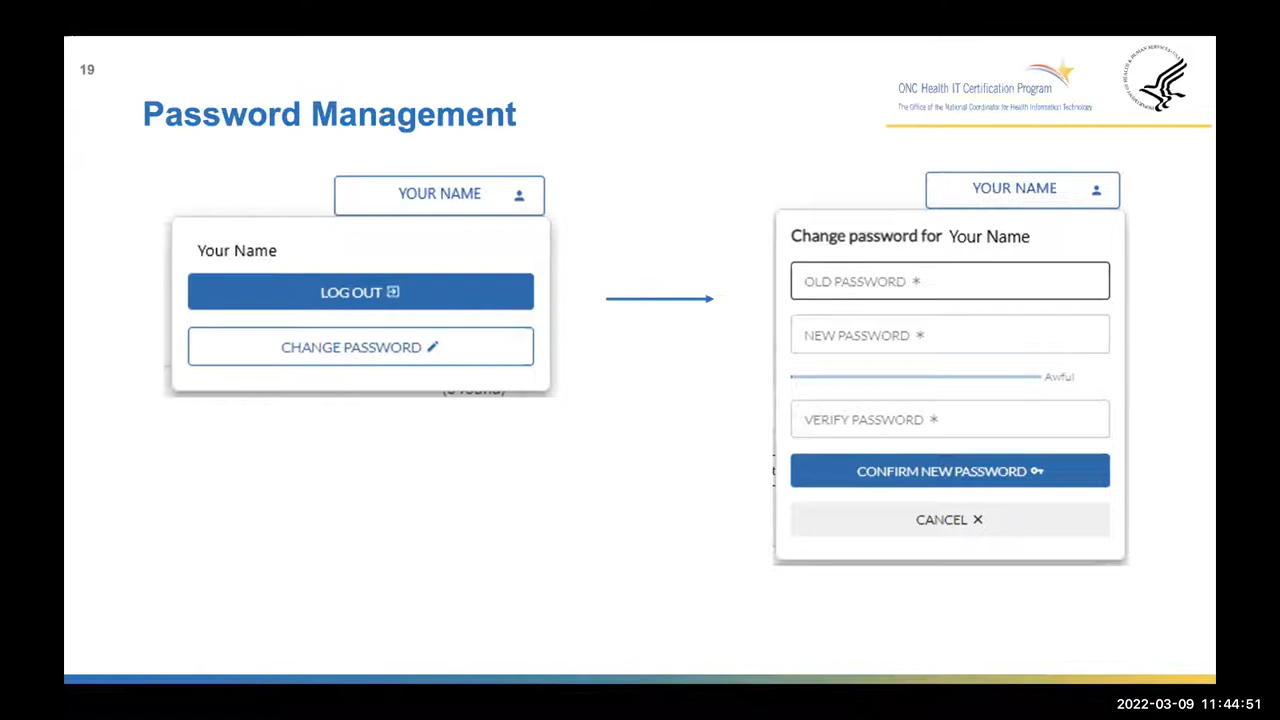 19
ONC Health IT Certification Program
The Office of the National Coordinator for Health Information Technology
Password Management
YOUR NAME
Your Name
LOG OUT
CHANGE PASSWORD
YOUR NAME
Change password for Your Name
OLD PASSWORD *
NEW PASSWORD *
Awful
VERIFY PASSWORD *
CONFIRM NEW PASSWORD
CANCEL
2022-03-09 11:44:51